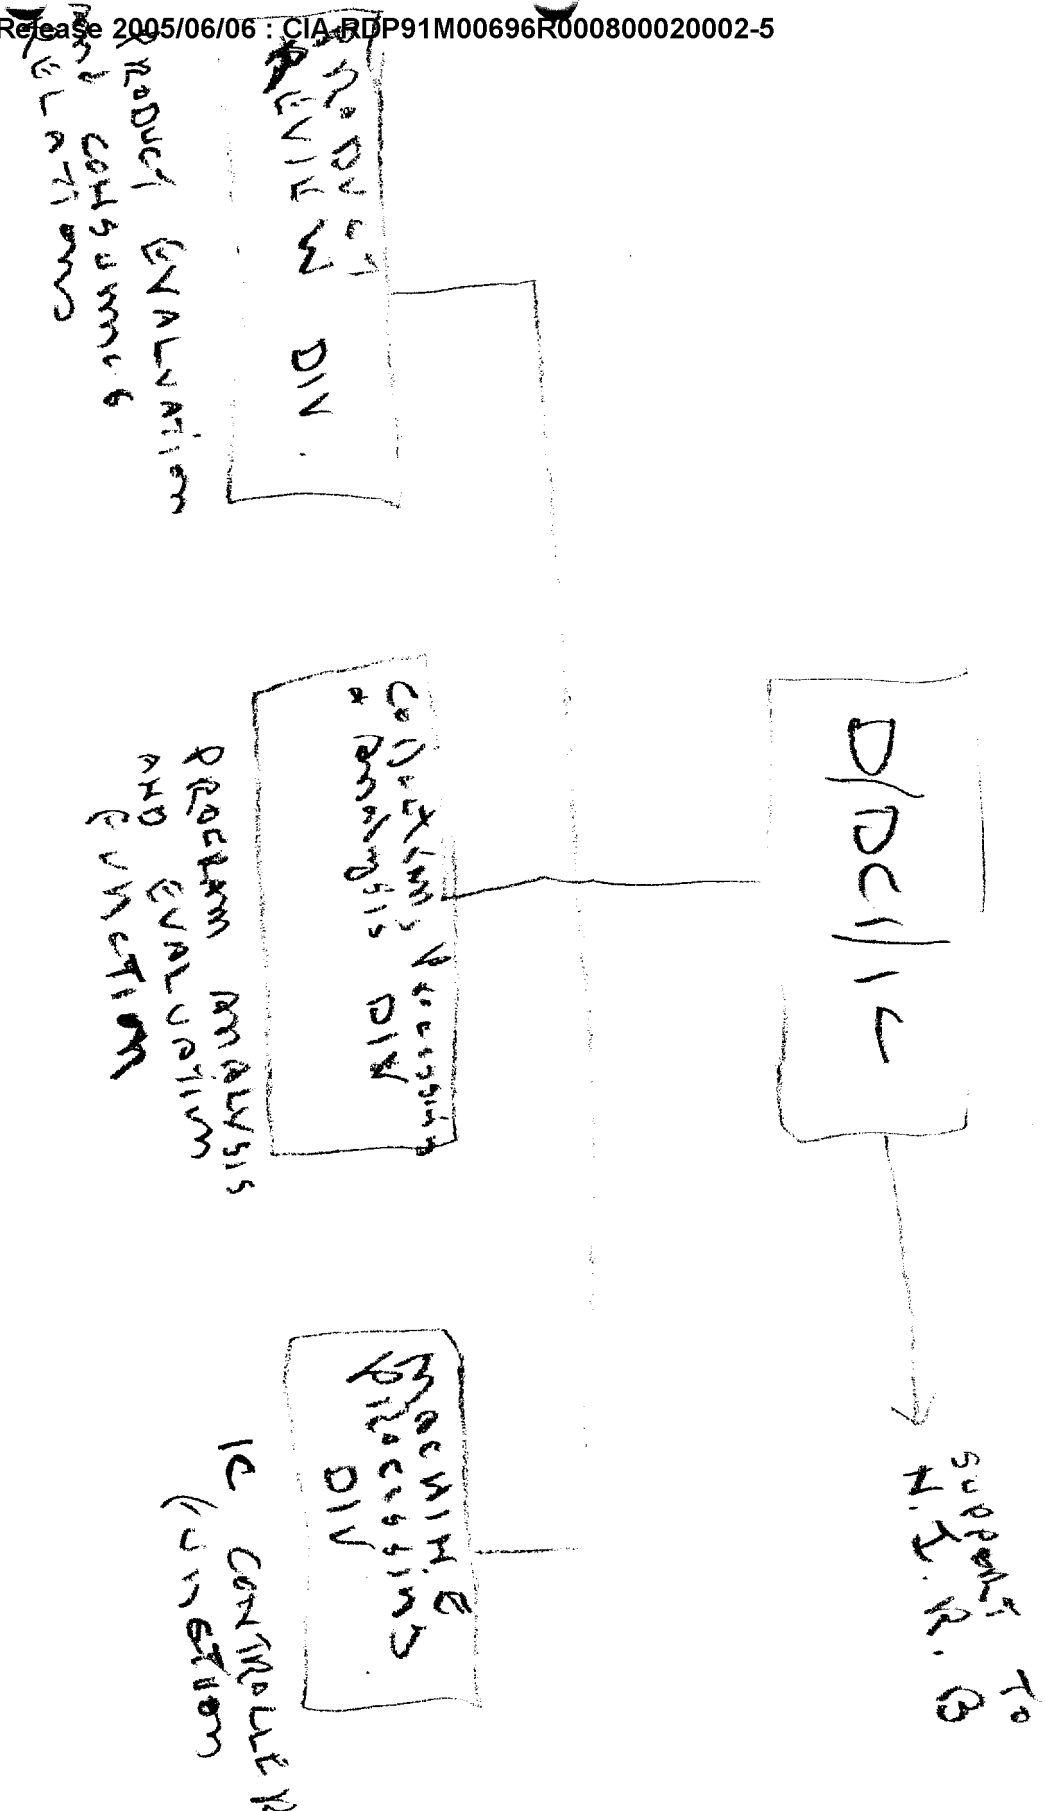 Release 2005/06/06 : CIA-RDP91M00696R000800020002-5
D/DCI/IC
SUPPORT TO
N.I.R.B
PRODUCT
REVIEW DIV.
PRODUCT EVALUATION
AND CONSUMER
RELATIONS
Collection, Processing
+ Analysis DIV
PROGRAM ANALYSIS
AND EVALUATION
FUNCTION
MACHINE
PROCESSING
DIV
IC CONTROLLER
FUNCTION